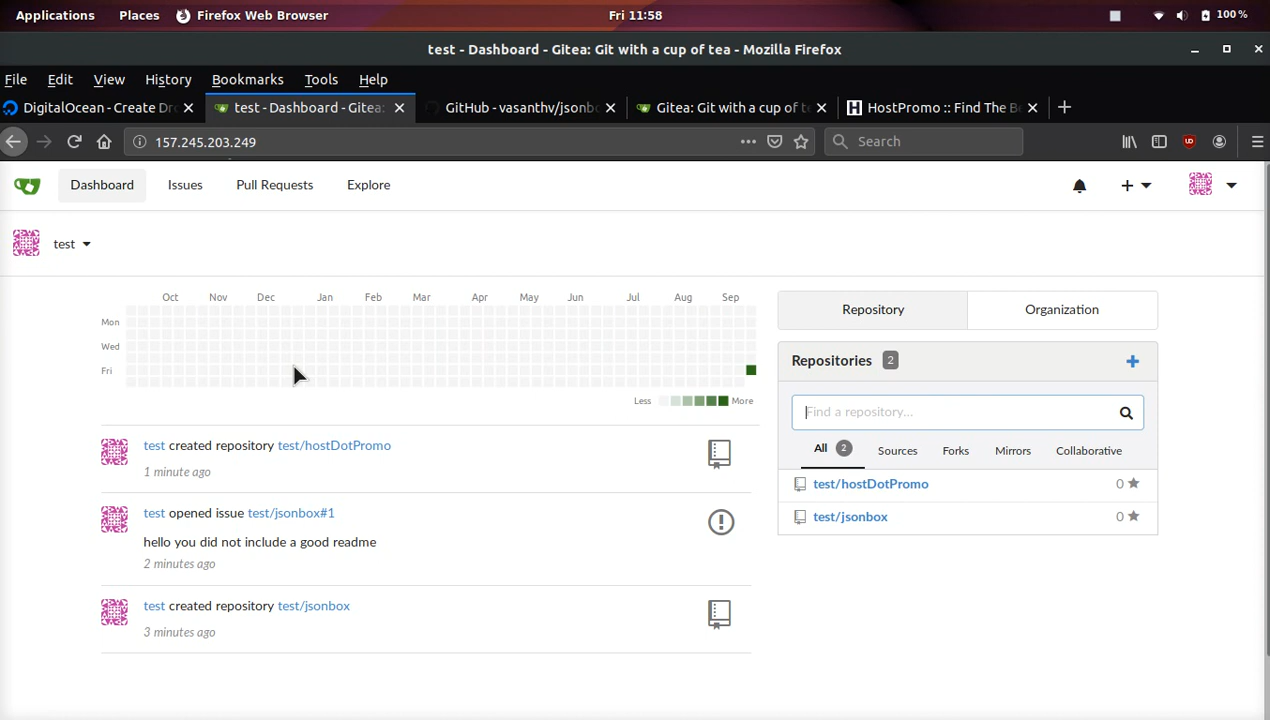 Applications Places Firefox Web Browser Fri 11:58 100 %
test - Dashboard - Gitea: Git with a cup of tea - Mozilla Firefox
File Edit View History Bookmarks Tools Help
DigitalOcean - Create Dro test - Dashboard - Gitea: GitHub - vasanthv/jsonbo Gitea: Git with a cup of te HostPromo :: Find The Be
157.245.203.249 Search
Dashboard Issues Pull Requests Explore
test
Oct Nov Dec Jan Feb Mar Apr May Jun Jul Aug Sep
Mon
Wed
Fri
Less More
Repository Organization
Repositories 2
Find a repository...
All 2 Sources Forks Mirrors Collaborative
test/hostDotPromo 0
test/jsonbox 0
test created repository test/hostDotPromo
1 minute ago
test opened issue test/jsonbox#1
hello you did not include a good readme
2 minutes ago
test created repository test/jsonbox
3 minutes ago